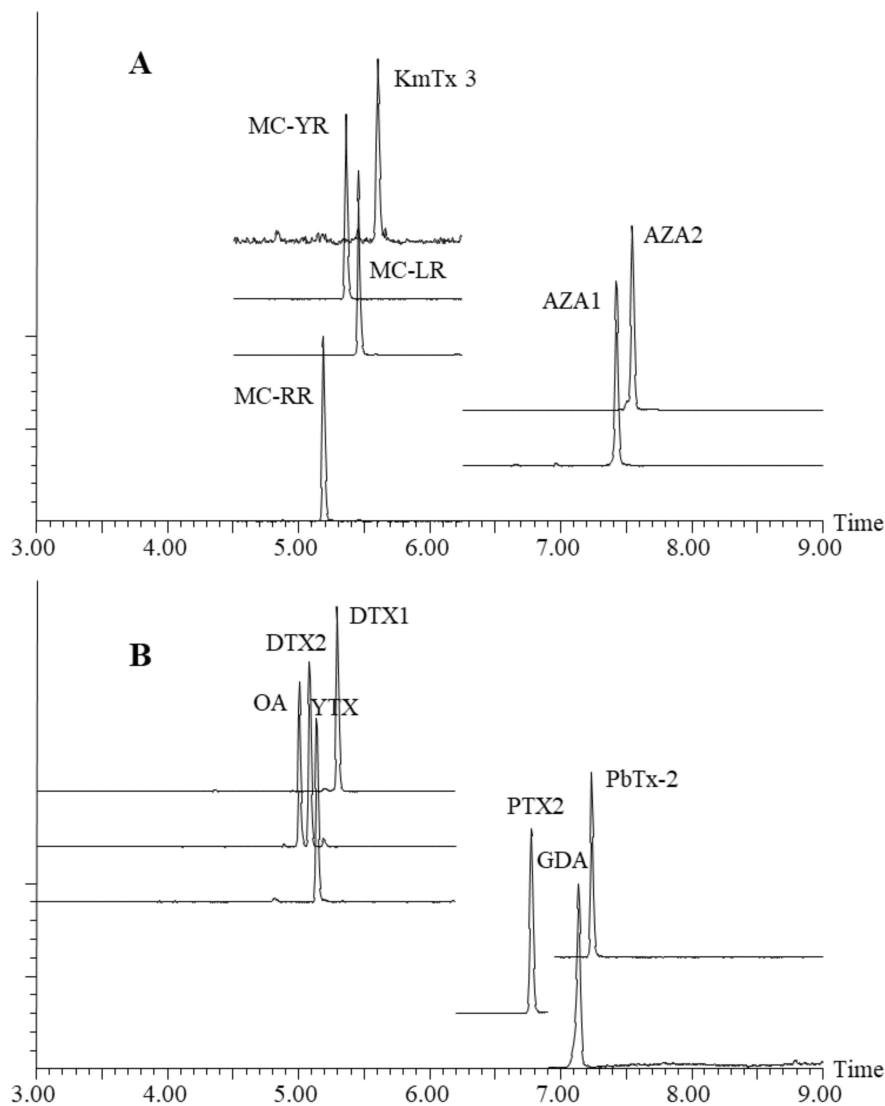 A
KmTx 3
MC-YR
AZA2
MC-LR
AZA1
MC-RR
Time
3.00 4.00 5.00 6.00 7.00 8.00 9.00
DTX1
B
DTX2
OA
YTX
PbTx-2
PTX2
GDA
Time
3.00 4.00 5.00 6.00 7.00 8.00 9.00